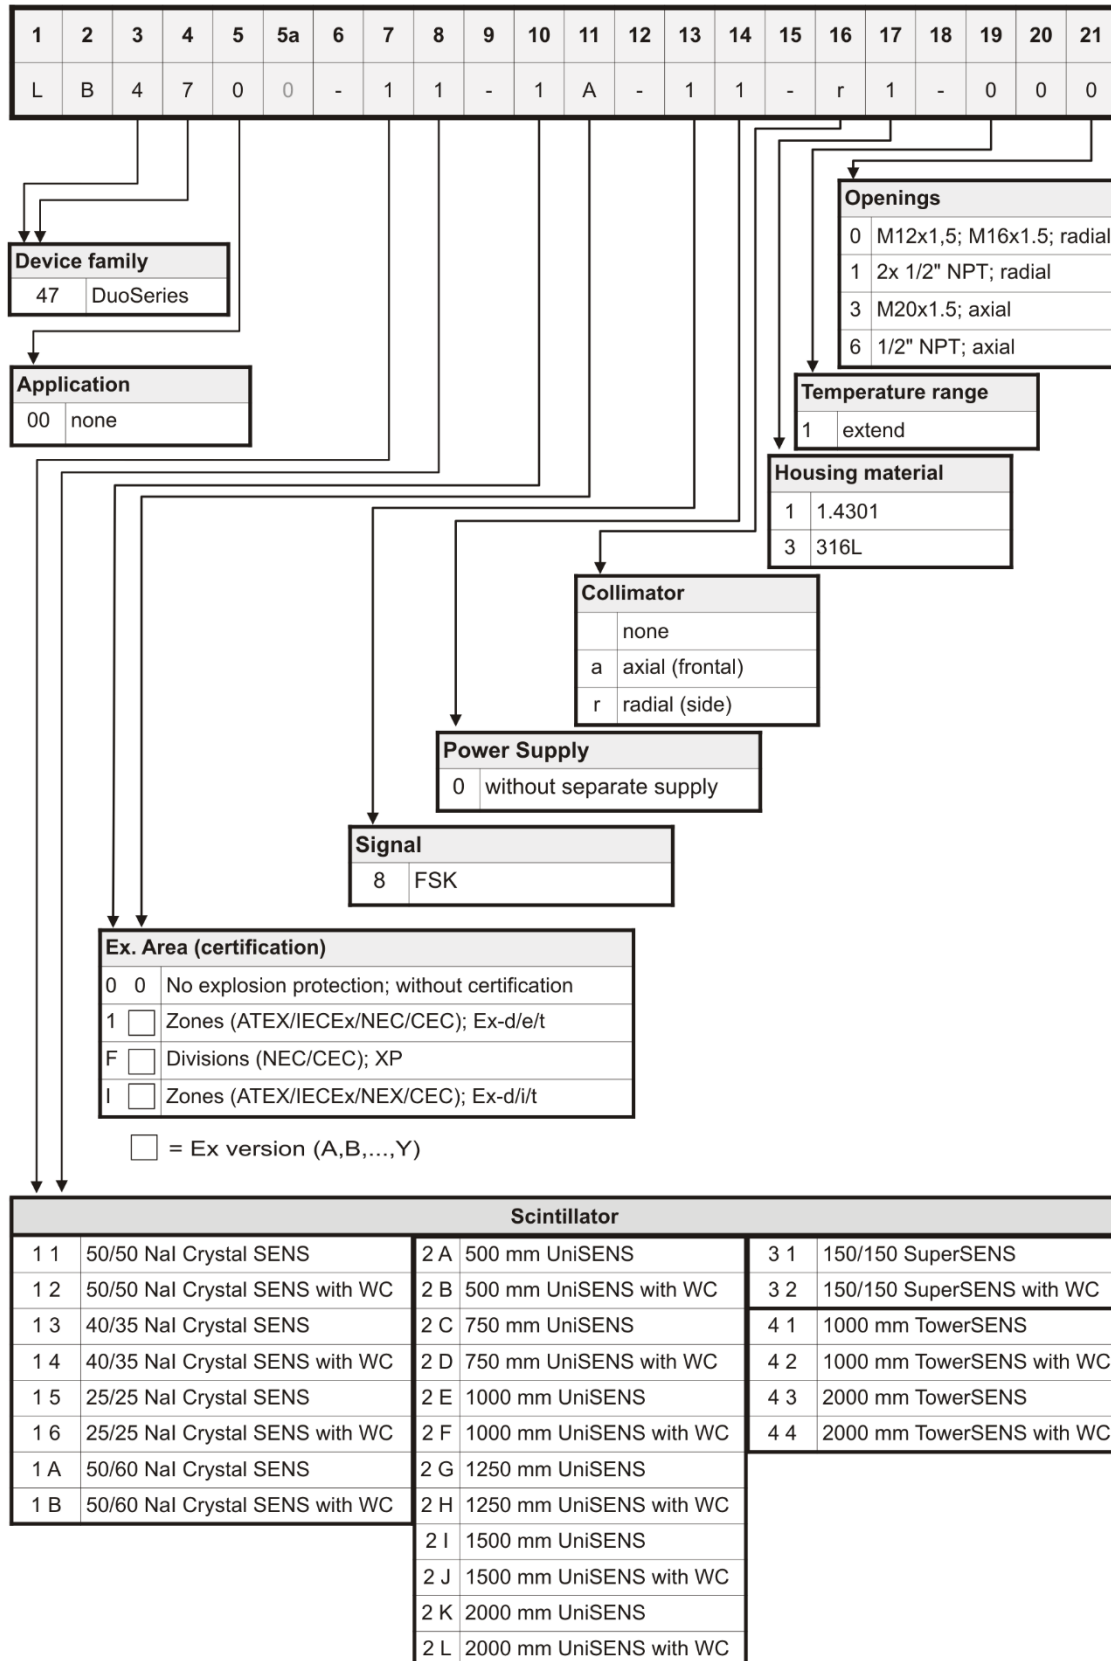 1 2 3 4 5 5a 6 7 8 9 10 11 12 13 14 15 16 17 18 19 20 21
L B 4 7 0 0 - 1 1 - 1 A - 1 1 - r 1 - 0 0 0
Openings
0 M12x1,5; M16x1.5; radial
1 2x 1/2" NPT; radial
3 M20x1.5; axial
6 1/2" NPT; axial
Device family
47 DuoSeries
Application
00 none
Temperature range
1 extend
Housing material
1 1.4301
3 316L
Collimator
none
a axial (frontal)
r radial (side)
Power Supply
0 without separate supply
Signal
8 FSK
Ex. Area (certification)
0 0 No explosion protection; without certification
1 Zones (ATEX/IECEx/NEC/CEC); Ex-d/e/t
F Divisions (NEC/CEC); XP
I Zones (ATEX/IECEx/NEX/CEC); Ex-d/i/t
= Ex version (A,B,...,Y)
Scintillator
1 1 50/50 NaI Crystal SENS
1 2 50/50 NaI Crystal SENS with WC
1 3 40/35 NaI Crystal SENS
1 4 40/35 NaI Crystal SENS with WC
1 5 25/25 NaI Crystal SENS
1 6 25/25 NaI Crystal SENS with WC
1 A 50/60 NaI Crystal SENS
1 B 50/60 NaI Crystal SENS with WC
2 A 500 mm UniSENS
2 B 500 mm UniSENS with WC
2 C 750 mm UniSENS
2 D 750 mm UniSENS with WC
2 E 1000 mm UniSENS
2 F 1000 mm UniSENS with WC
2 G 1250 mm UniSENS
2 H 1250 mm UniSENS with WC
2 I 1500 mm UniSENS
2 J 1500 mm UniSENS with WC
2 K 2000 mm UniSENS
2 L 2000 mm UniSENS with WC
3 1 150/150 SuperSENS
3 2 150/150 SuperSENS with WC
4 1 1000 mm TowerSENS
4 2 1000 mm TowerSENS with WC
4 3 2000 mm TowerSENS
4 4 2000 mm TowerSENS with WC